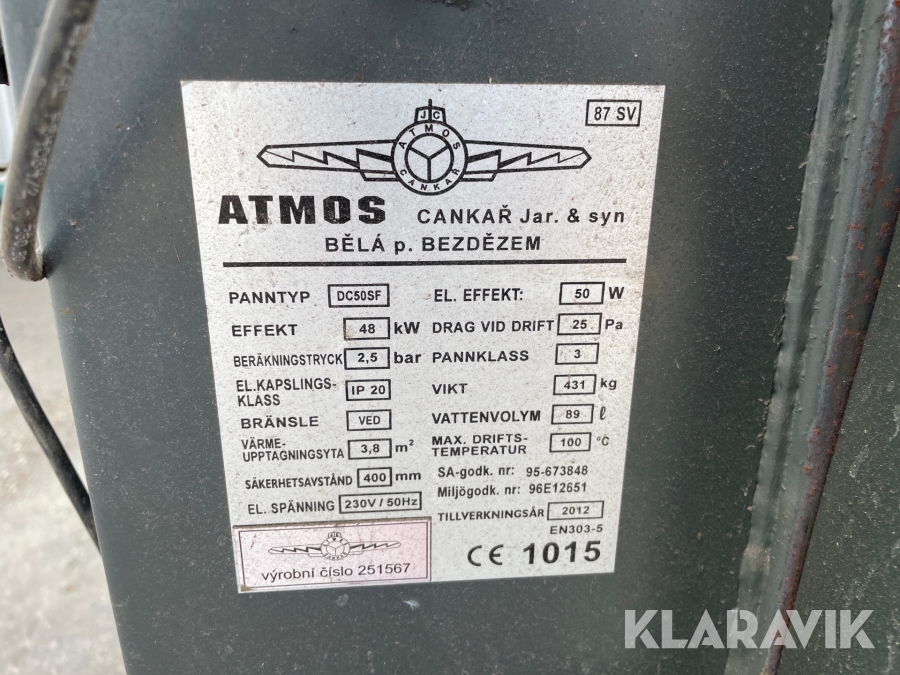 87 SV
JC
ATMOS
CANKAŘ
ATMOS CANKAŘ Jar. & syn
BĚLÁ p. BEZDĚZEM
PANNTYP DC50SF EL. EFFEKT: 50 W
EFFEKT 48 kW DRAG VID DRIFT 25 Pa
BERÄKNINGSTRYCK 2,5 bar PANNKLASS 3
EL.KAPSLINGS-
KLASS IP 20 VIKT 431 kg
BRÄNSLE VED VATTENVOLYM 89 ℓ
VÄRME-
UPPTAGNINGSYTA 3,8 m² MAX. DRIFTS-
TEMPERATUR 100 °C
SÄKERHETSAVSTÅND 400 mm SA-godk. nr: 95-673848
Miljögodk. nr: 96E12651
EL. SPÄNNING 230V / 50Hz TILLVERKNINGSÅR 2012
EN303-5
CE 1015
výrobní číslo 251567
KLARAVIK